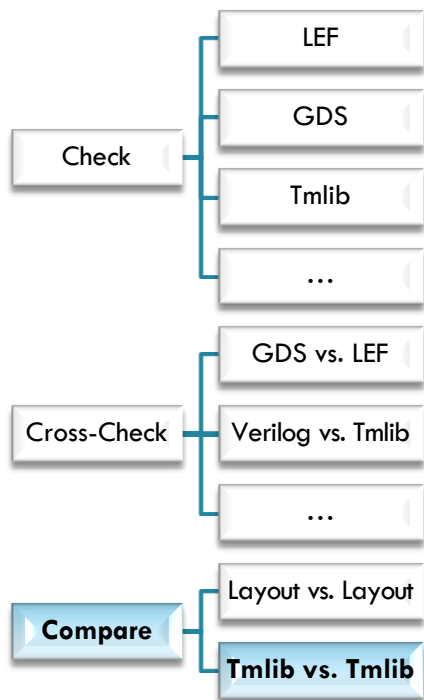 Check
LEF
GDS
Tmlib
...
Cross-Check
GDS vs. LEF
Verilog vs. Tmlib
...
Compare
Layout vs. Layout
Tmlib vs. Tmlib